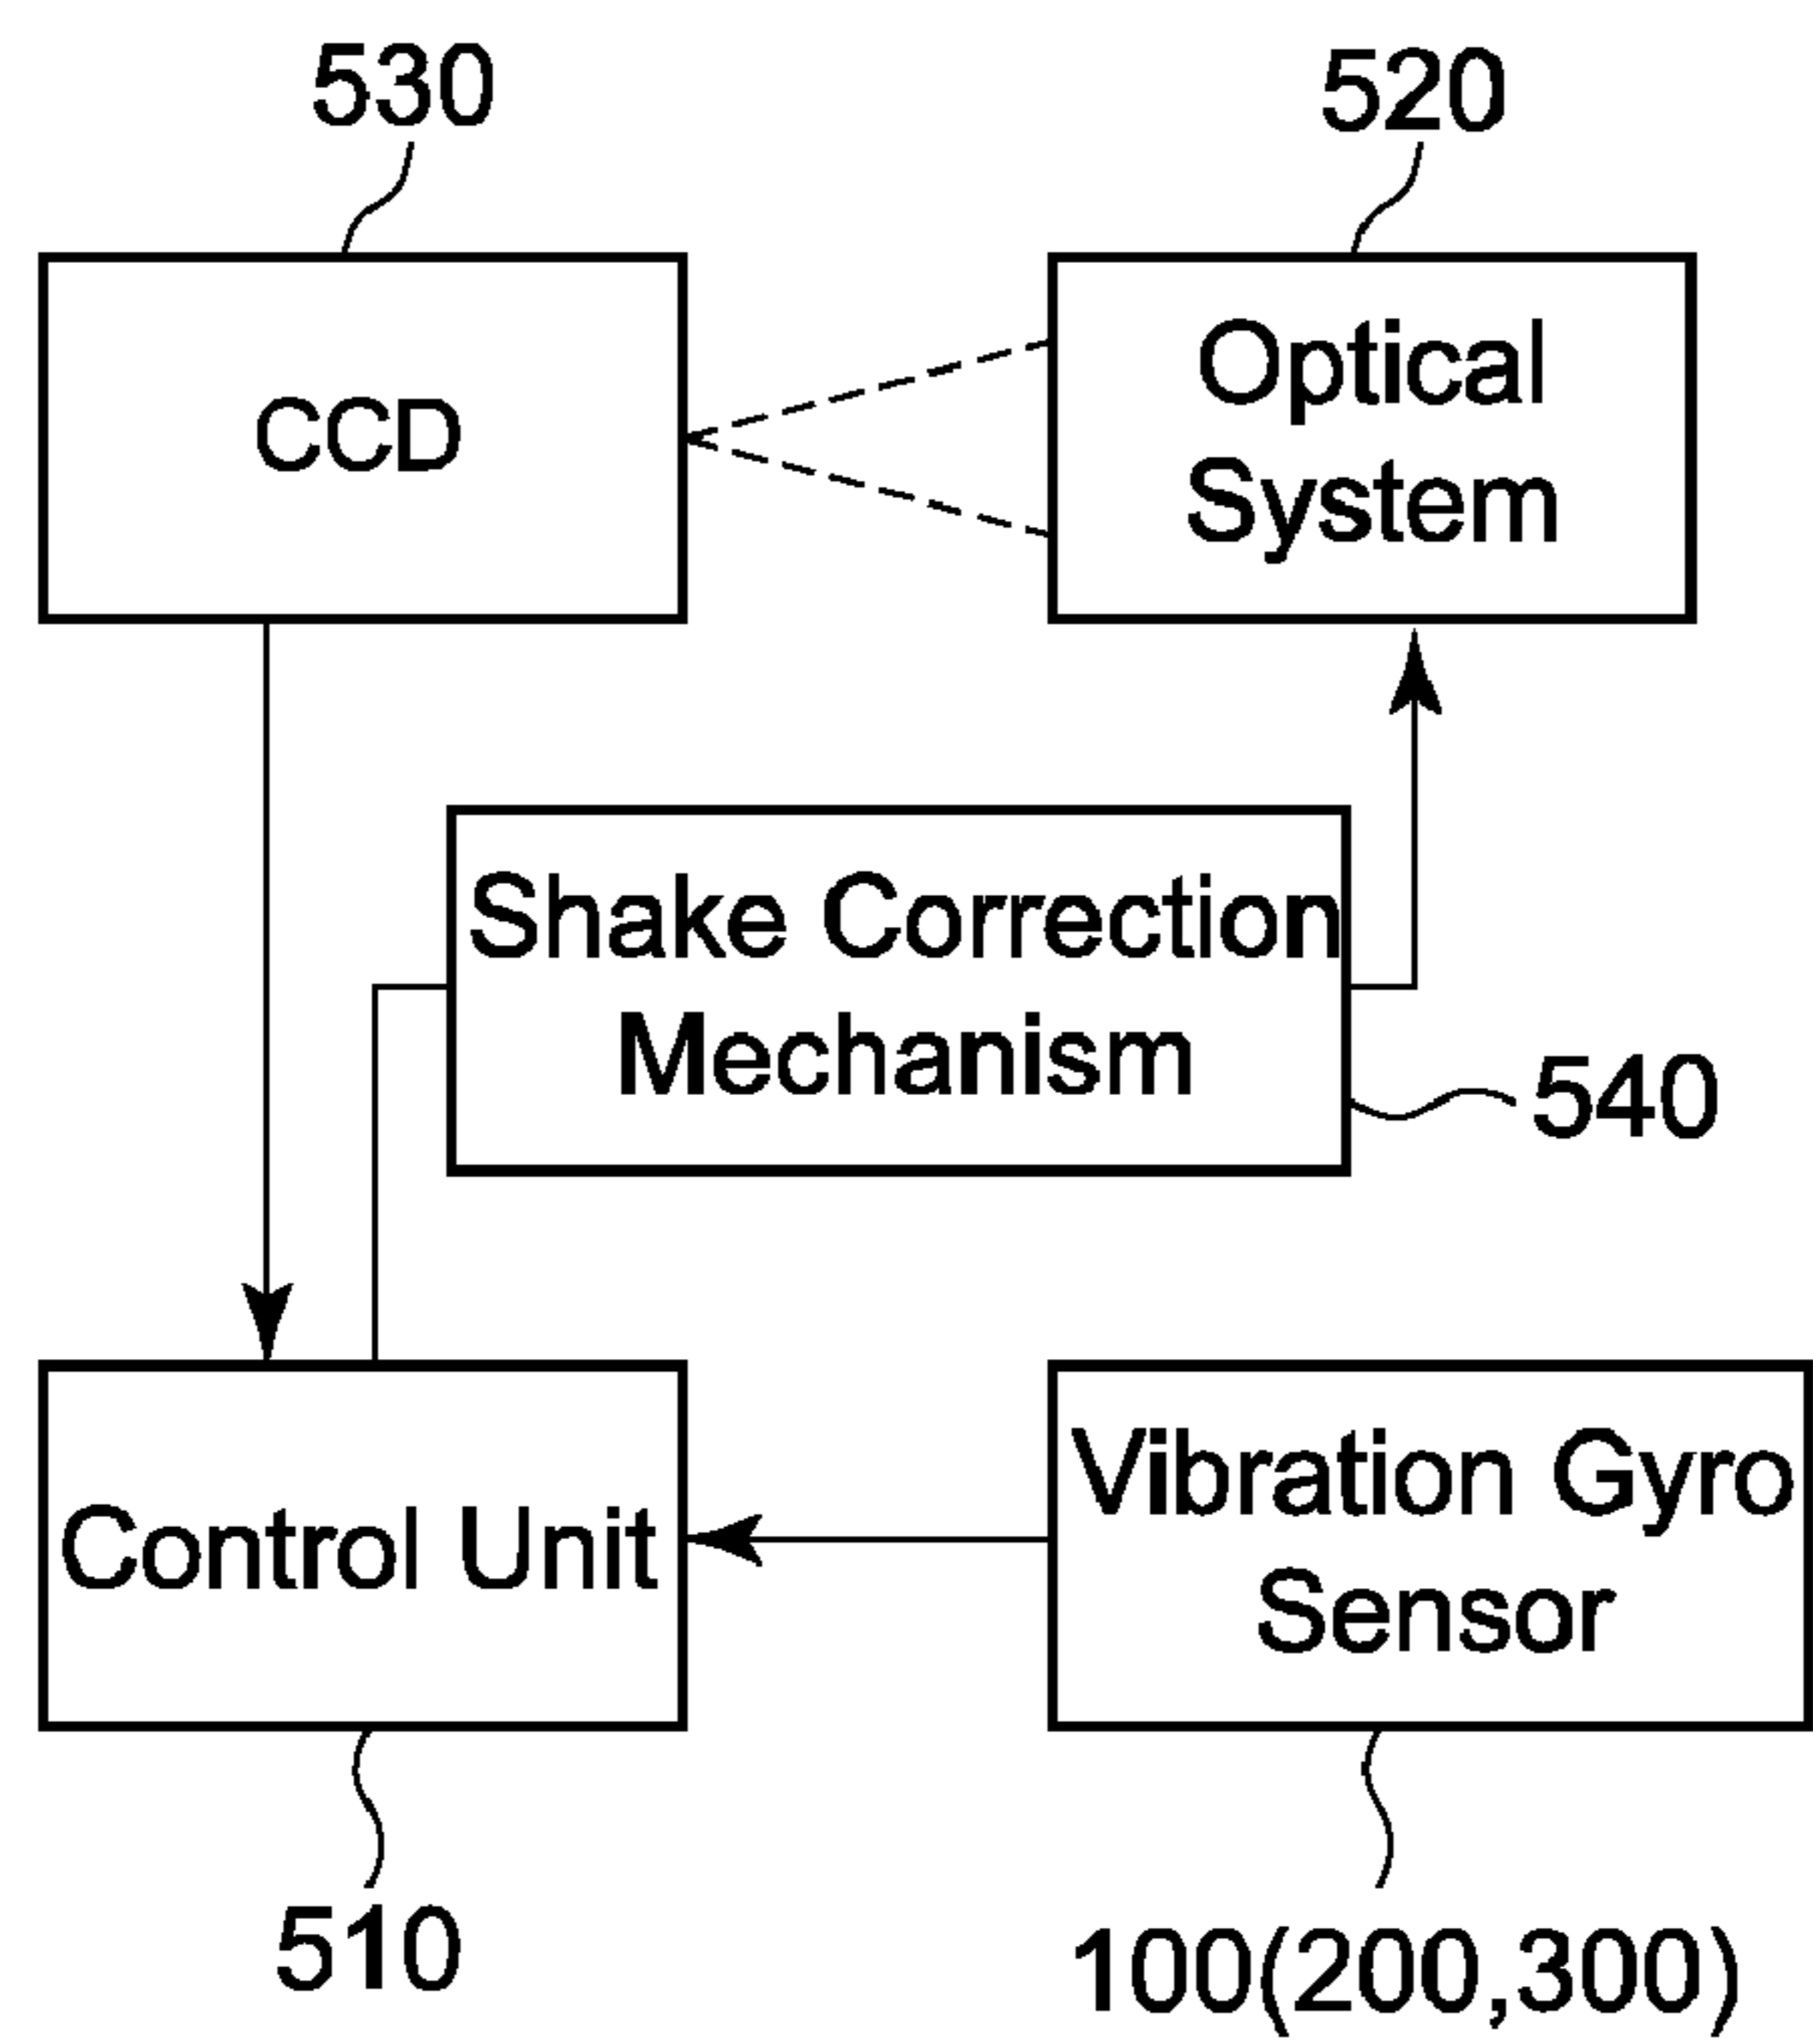 530
520
CCD
Optical
System
Shake Correction
Mechanism
540
Control Unit
Vibration Gyro
Sensor
510
100(200,300)